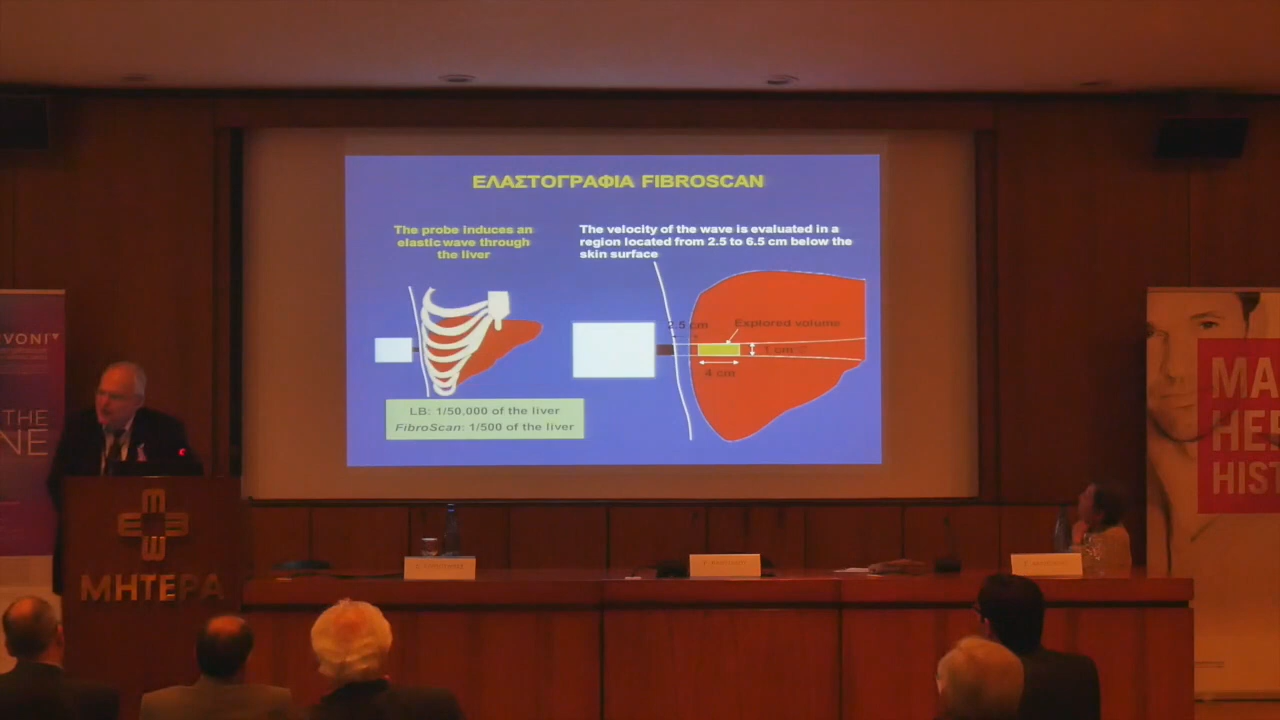 ΕΛΑΣΤΟΓΡΑΦΙΑ FIBROSCAN
The probe induces an
elastic wave through
the liver
The velocity of the wave is evaluated in a
region located from 2.5 to 6.5 cm below the
skin surface
2.5 cm
Explored volume
1 cm
4 cm
LB: 1/50,000 of the liver
FibroScan: 1/500 of the liver
VONI
THE
NE
ΜΗΤΕΡΑ
MA
HE
HIST